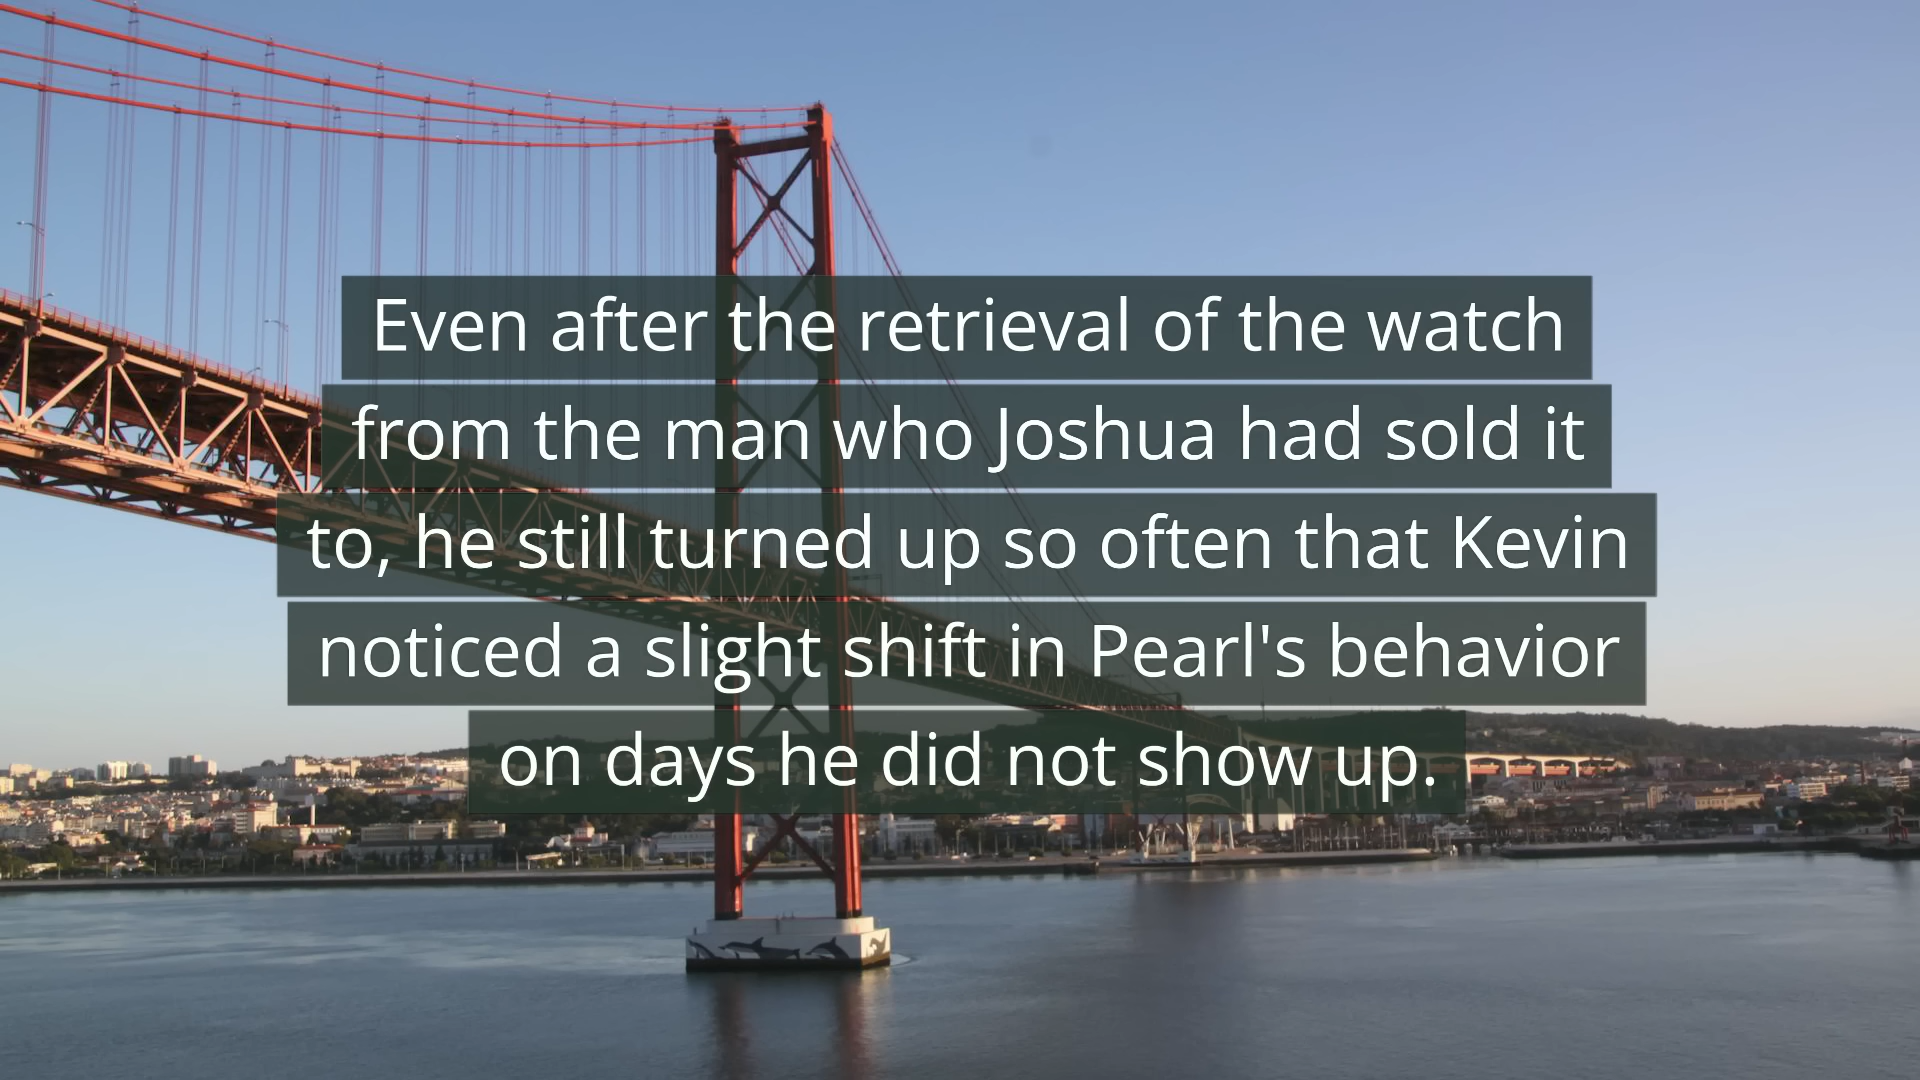 Even after the retrieval of the watch
from the man who Joshua had sold it
to, he still turned up so often that Kevin
noticed a slight shift in Pearl's behavior
on days he did not show up.